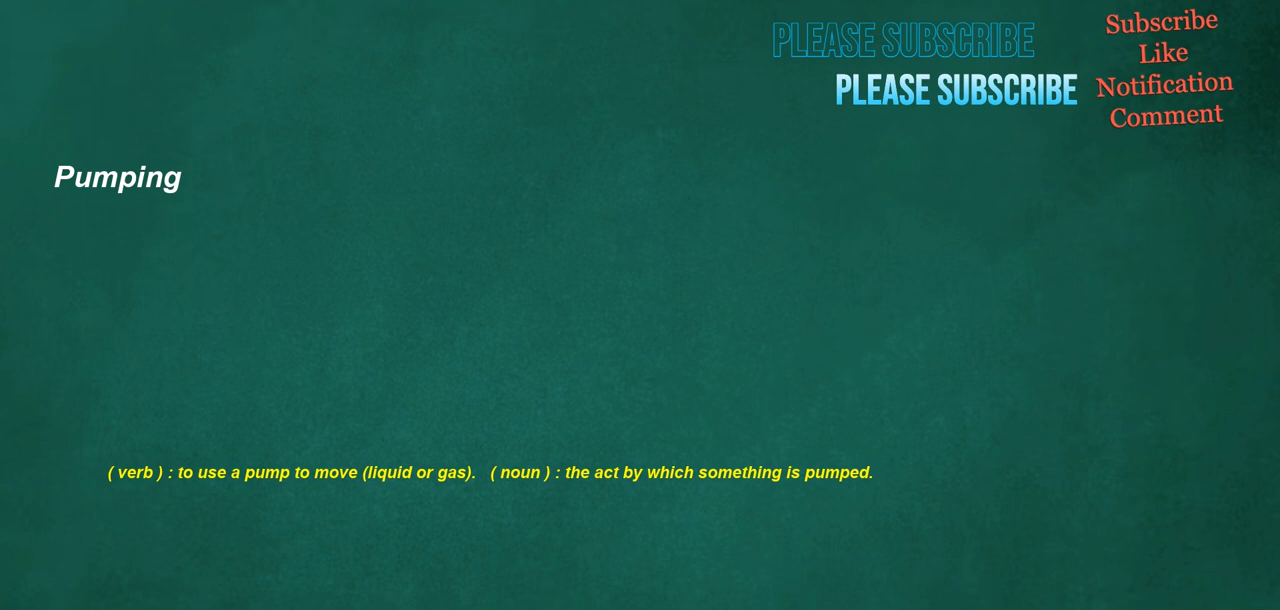 PLEASE SUBSCRIBE
PLEASE SUBSCRIBE
Subscribe
Like
Notification
Comment
Pumping
( verb ) : to use a pump to move (liquid or gas).   ( noun ) : the act by which something is pumped.